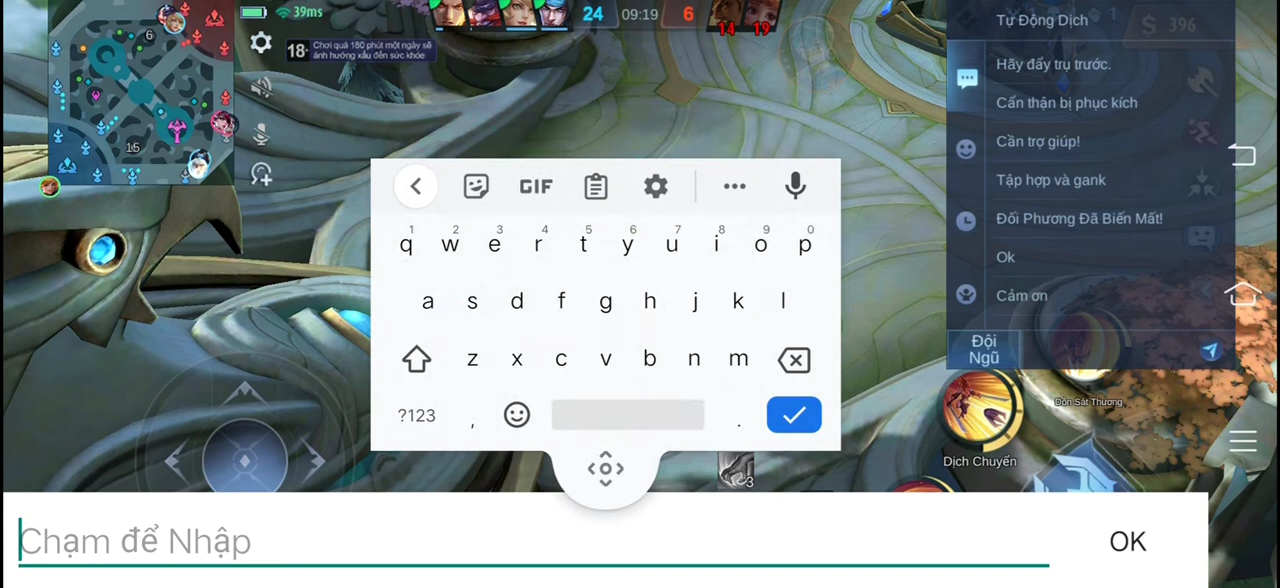 39ms
24 09:19 6
14 19
18+ Chơi quá 180 phút một ngày sẽ
ảnh hưởng xấu đến sức khỏe
6
15
$ 396
1
Tự Động Dịch
Hãy đẩy trụ trước.
Cẩn thận bị phục kích
Cần trợ giúp!
Tập hợp và gank
Đối Phương Đã Biến Mất!
Ok
Cảm ơn
Đội
Ngũ
GIF
1 2 3 4 5 6 7 8 9 0
q w e r t y u i o p
a s d f g h j k l
z x c v b n m
?123 , .
Đòn Sát Thương
Dịch Chuyển
Chạm để Nhập
OK